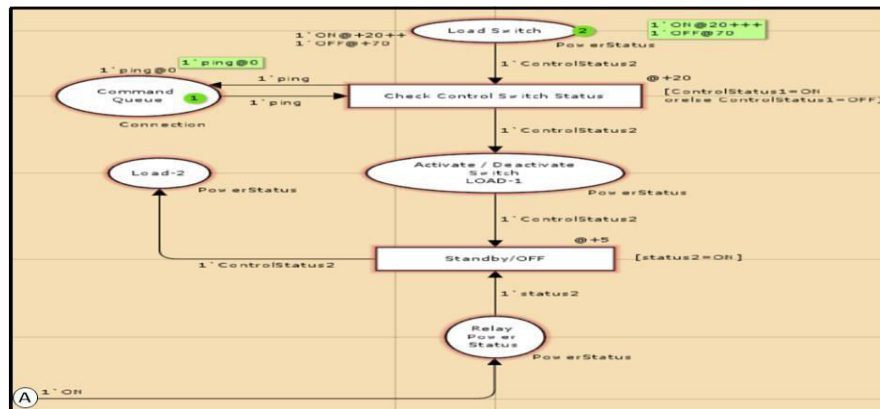 1`ON@+20++
1`OFF@+70
Load Switch
2
PowerStatus
1`ON@20+++
1`OFF@70
1`ping@0
1`ping@0
1`ControlStatus2
@+20
Command
Queue
1
Connection
1`ping
1`ping
Check Control Switch Status
[ControlStatus1=ON
orelse ControlStatus1=OFF]
1`ControlStatus2
Load-2
PowerStatus
Activate / Deactivate
Switch
LOAD-1
PowerStatus
1`ControlStatus2
@+5
1`ControlStatus2
Standby/OFF
[status2=ON]
1`status2
Relay
Power
Status
PowerStatus
A
1`ON